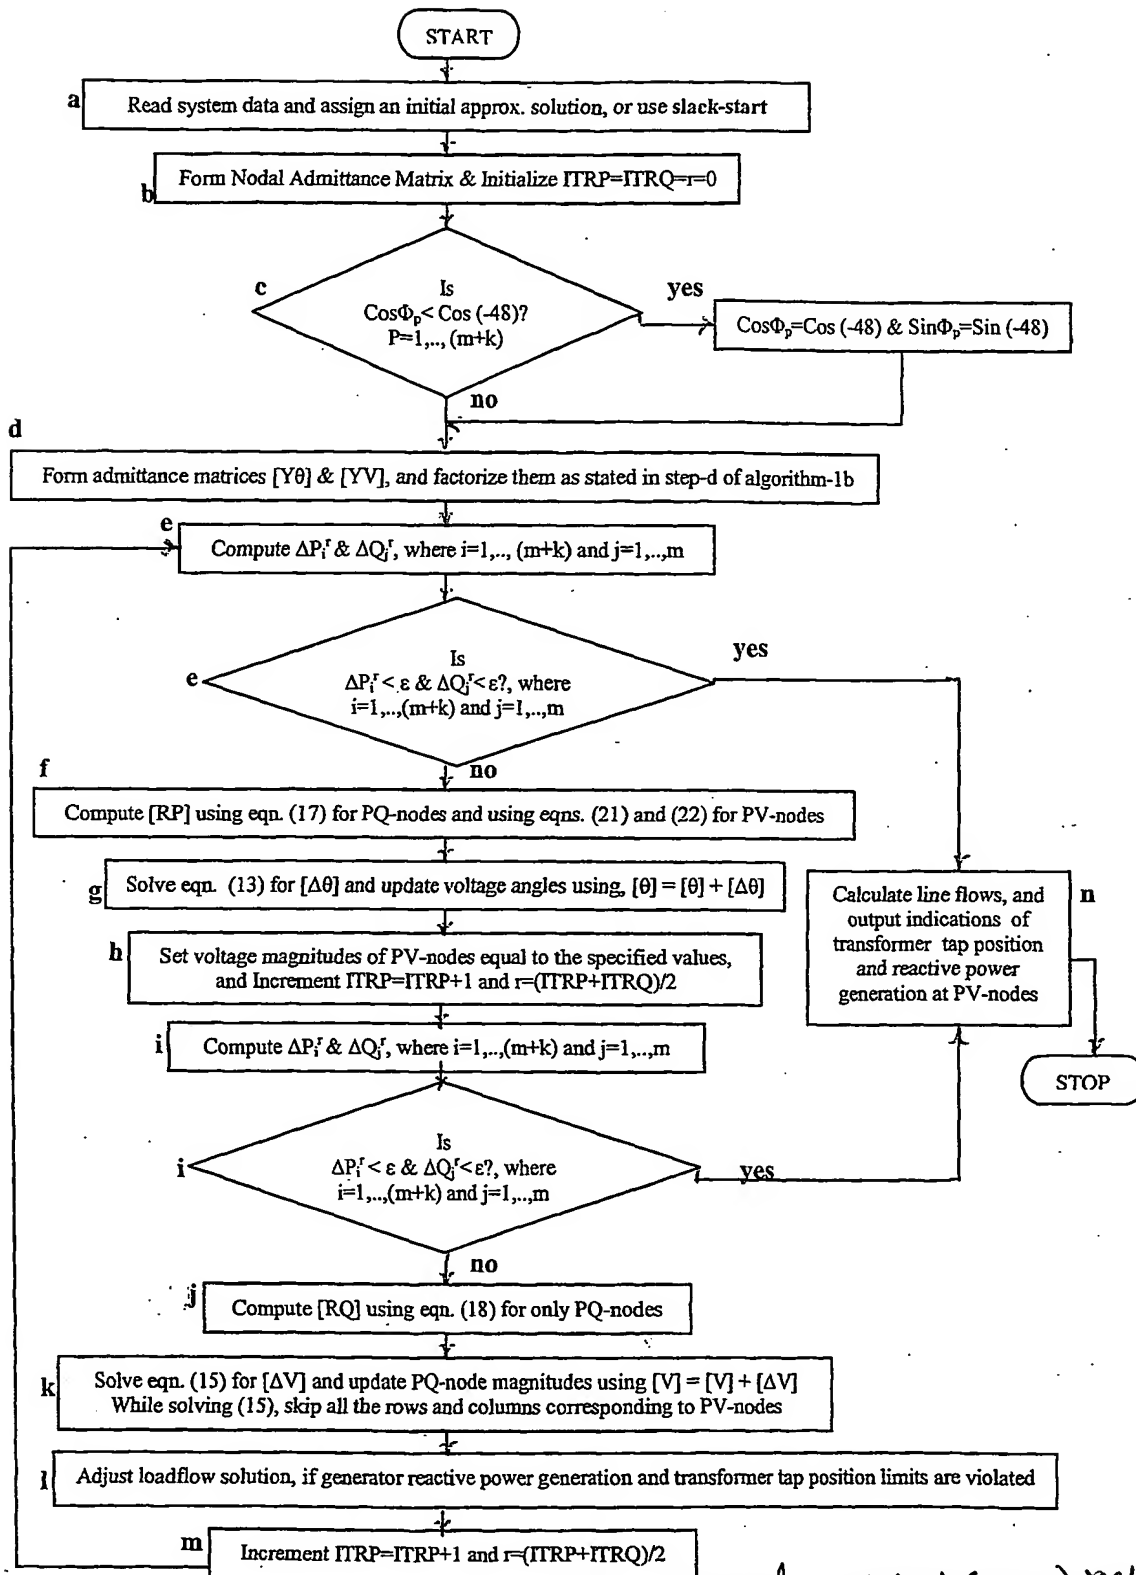 START
a
Read system data and assign an initial approx. solution, or use slack-start
b
Form Nodal Admittance Matrix & Initialize ITRP=ITRQ=r=0
c
Is
CosΦp< Cos (-48)?
P=1,.., (m+k)
yes
CosΦp=Cos (-48) & SinΦp=Sin (-48)
no
d
Form admittance matrices [Yθ] & [YV], and factorize them as stated in step-d of algorithm-1b
e
Compute ΔPiʳ & ΔQjʳ, where i=1,.., (m+k) and j=1,..,m
e
Is
ΔPiʳ < ε & ΔQjʳ < ε?, where
i=1,..,(m+k) and j=1,..,m
yes
no
f
Compute [RP] using eqn. (17) for PQ-nodes and using eqns. (21) and (22) for PV-nodes
g
Solve eqn. (13) for [Δθ] and update voltage angles using, [θ] = [θ] + [Δθ]
h
Set voltage magnitudes of PV-nodes equal to the specified values,
and Increment ITRP=ITRP+1 and r=(ITRP+ITRQ)/2
n
Calculate line flows, and
output indications of
transformer tap position
and reactive power
generation at PV-nodes
STOP
i
Compute ΔPiʳ & ΔQjʳ, where i=1,..,(m+k) and j=1,..,m
i
Is
ΔPiʳ < ε & ΔQjʳ < ε?, where
i=1,..,(m+k) and j=1,..,m
yes
no
j
Compute [RQ] using eqn. (18) for only PQ-nodes
k
Solve eqn. (15) for [ΔV] and update PQ-node magnitudes using [V] = [V] + [ΔV]
While solving (15), skip all the rows and columns corresponding to PV-nodes
l
Adjust loadflow solution, if generator reactive power generation and transformer tap position limits are violated
m
Increment ITRP=ITRP+1 and r=(ITRP+ITRQ)/2